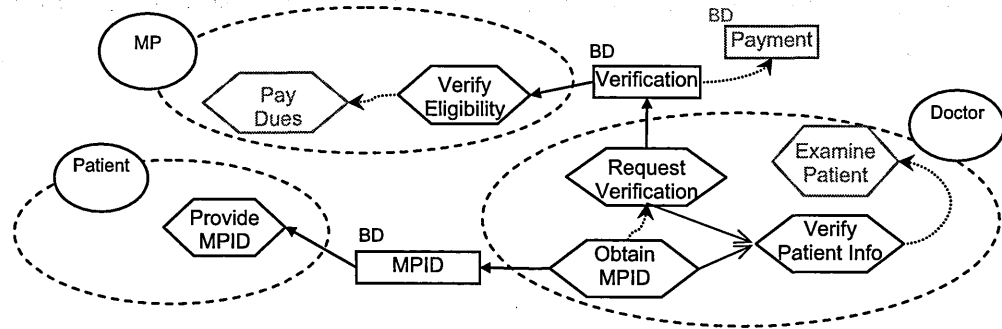 MP
BD
Payment
BD
Verification
Verify
Eligibility
Pay
Dues
Doctor
Patient
Examine
Patient
Request
Verification
Provide
MPID
BD
MPID
Obtain
MPID
Verify
Patient Info